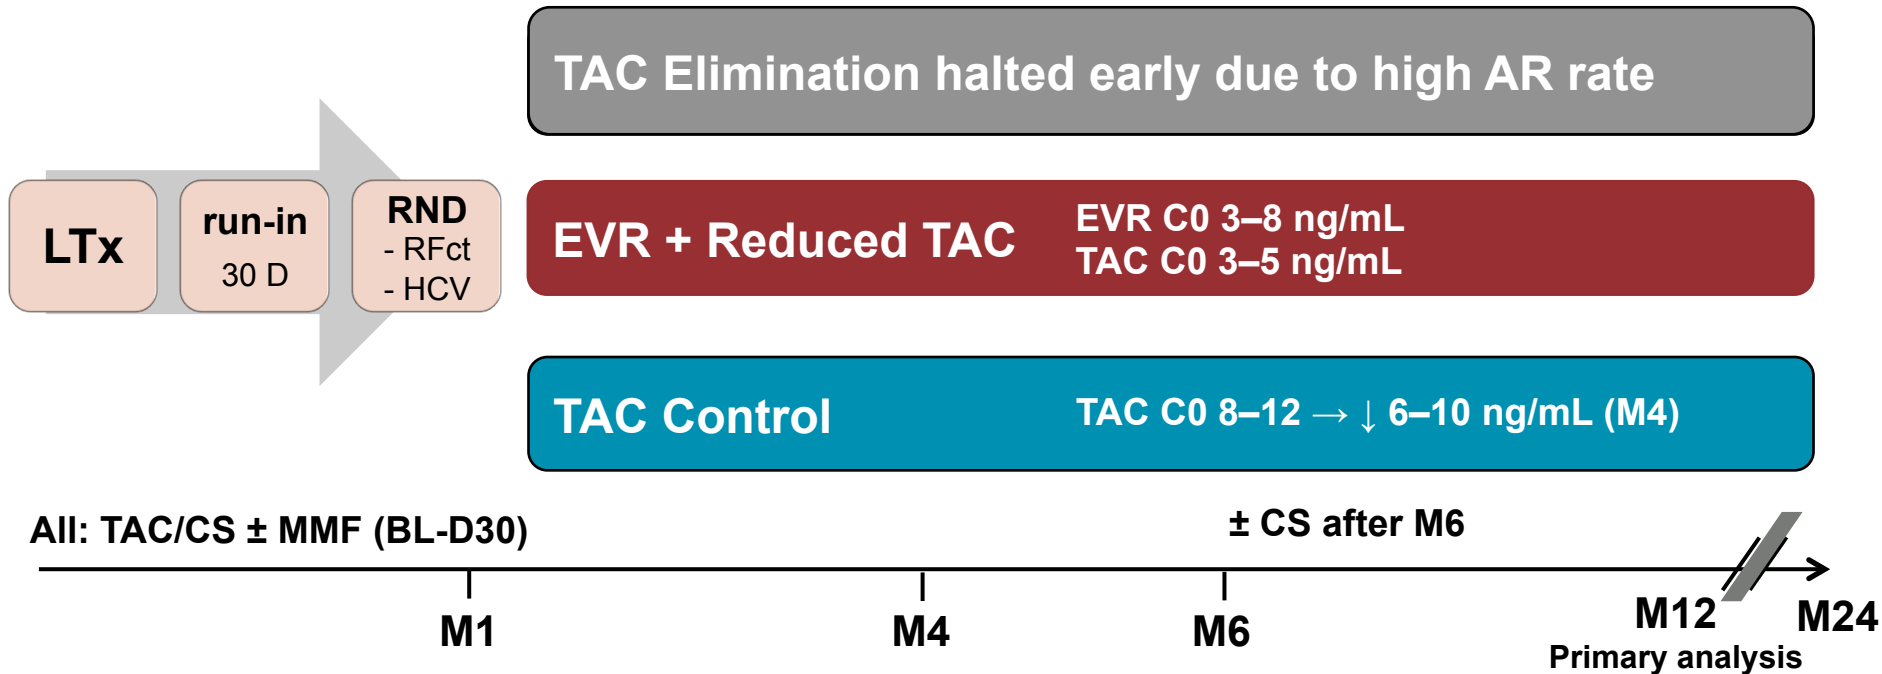 TAC Elimination halted early due to high AR rate
LTx
run-in
30 D
RND
- RFct
- HCV
EVR + Reduced TAC
EVR C0 3–8 ng/mL
TAC C0 3–5 ng/mL
TAC Control
TAC C0 8–12 → ↓ 6–10 ng/mL (M4)
All: TAC/CS ± MMF (BL-D30)
± CS after M6
M1
M4
M6
M12
M24
Primary analysis